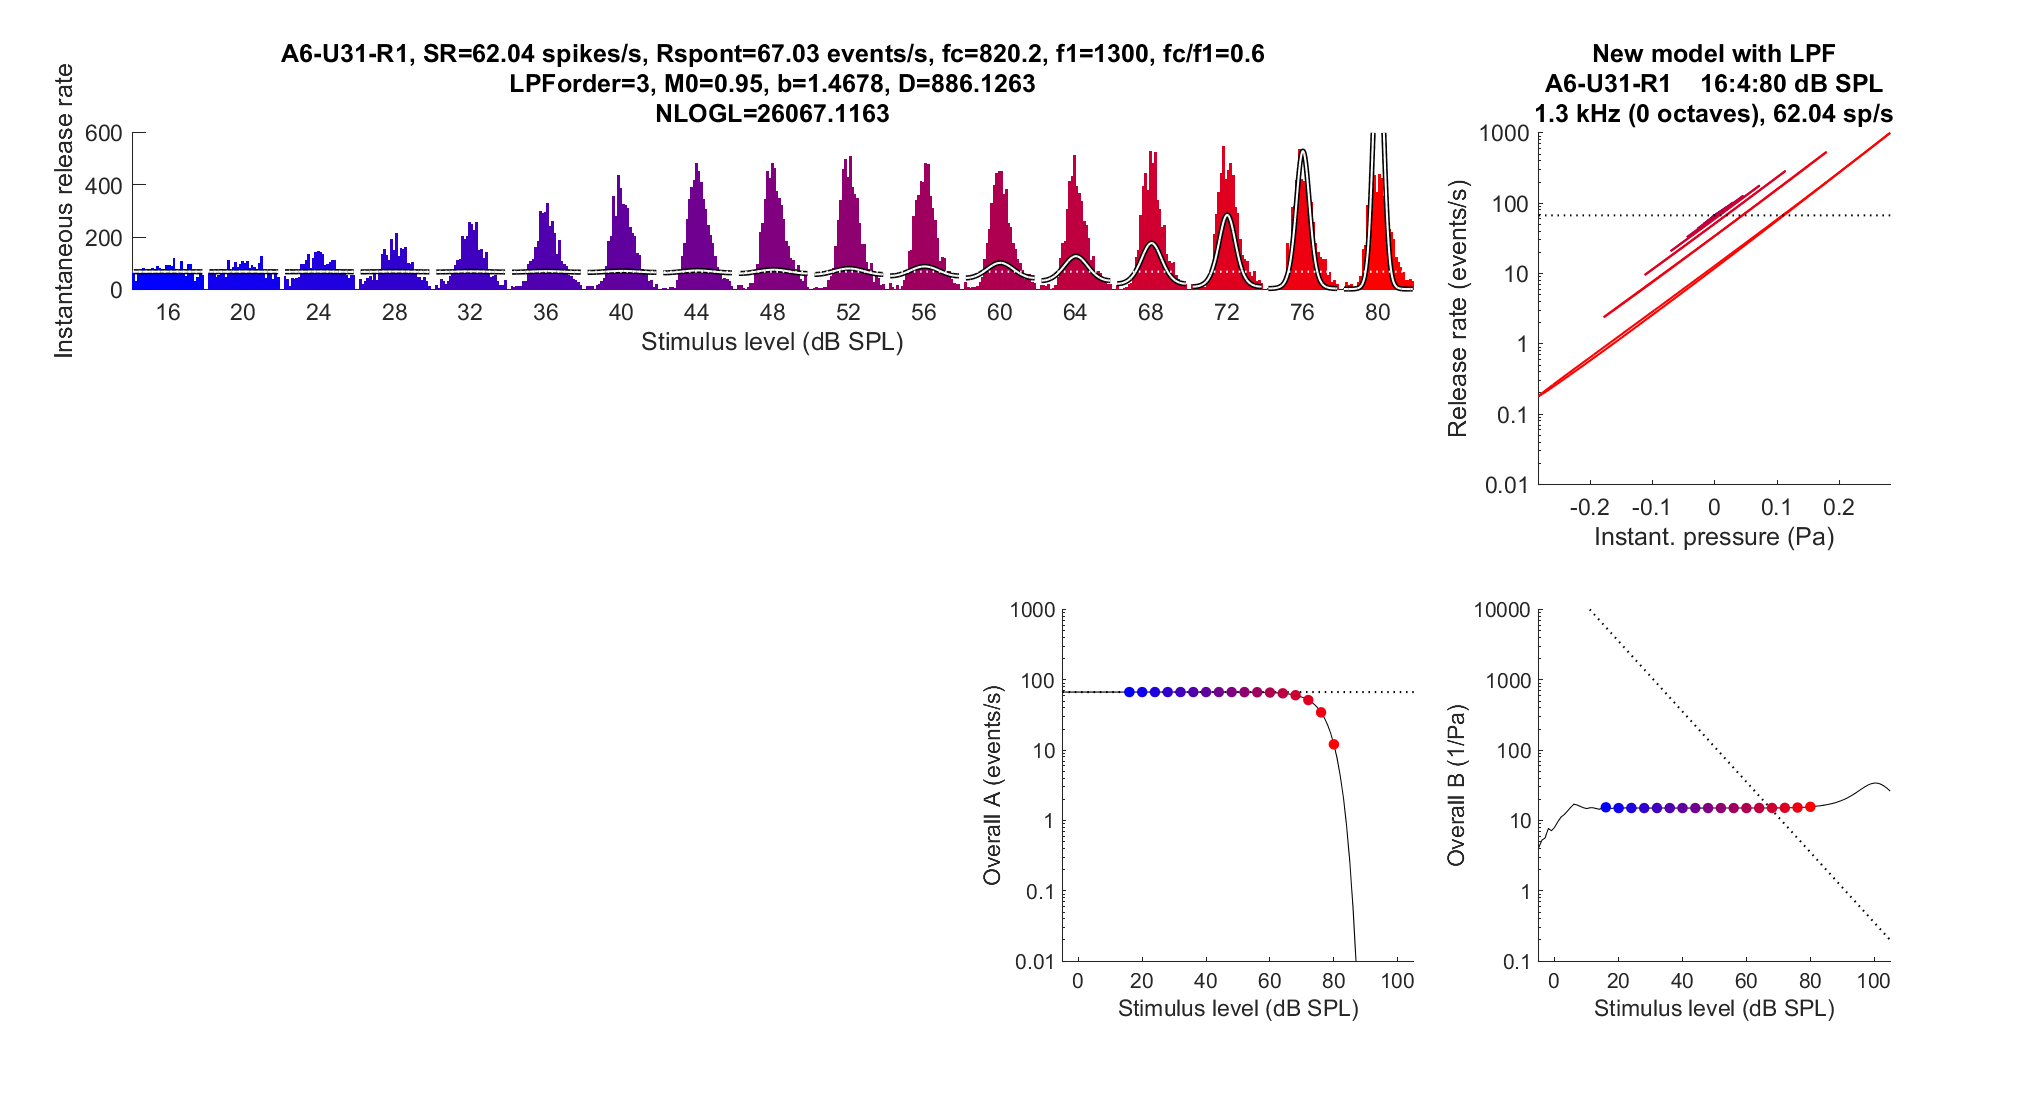 A6-U31-R1, SR=62.04 spikes/s, Rspont=67.03 events/s, fc=820.2, f1=1300, fc/f1=0.6
LPForder=3, M0=0.95, b=1.4678, D=886.1263
NLOGL=26067.1163
Instantaneous release rate
600
400
200
0
16 20 24 28 32 36 40 44 48 52 56 60 64 68 72 76 80
Stimulus level (dB SPL)
New model with LPF
A6-U31-R1 16:4:80 dB SPL
1.3 kHz (0 octaves), 62.04 sp/s
Release rate (events/s)
1000
100
10
1
0.1
0.01
-0.2 -0.1 0 0.1 0.2
Instant. pressure (Pa)
Overall A (events/s)
1000
100
10
1
0.1
0.01
0 20 40 60 80 100
Stimulus level (dB SPL)
Overall B (1/Pa)
10000
1000
100
10
1
0.1
0 20 40 60 80 100
Stimulus level (dB SPL)